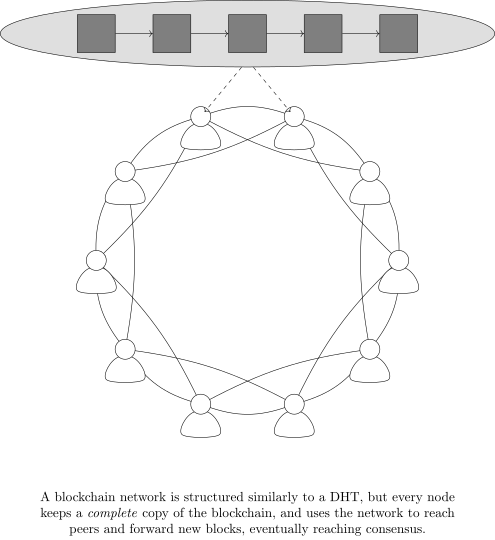 A blockchain network is structured similarly to a DHT, but every node
keeps a complete copy of the blockchain, and uses the network to reach
peers and forward new blocks, eventually reaching consensus.